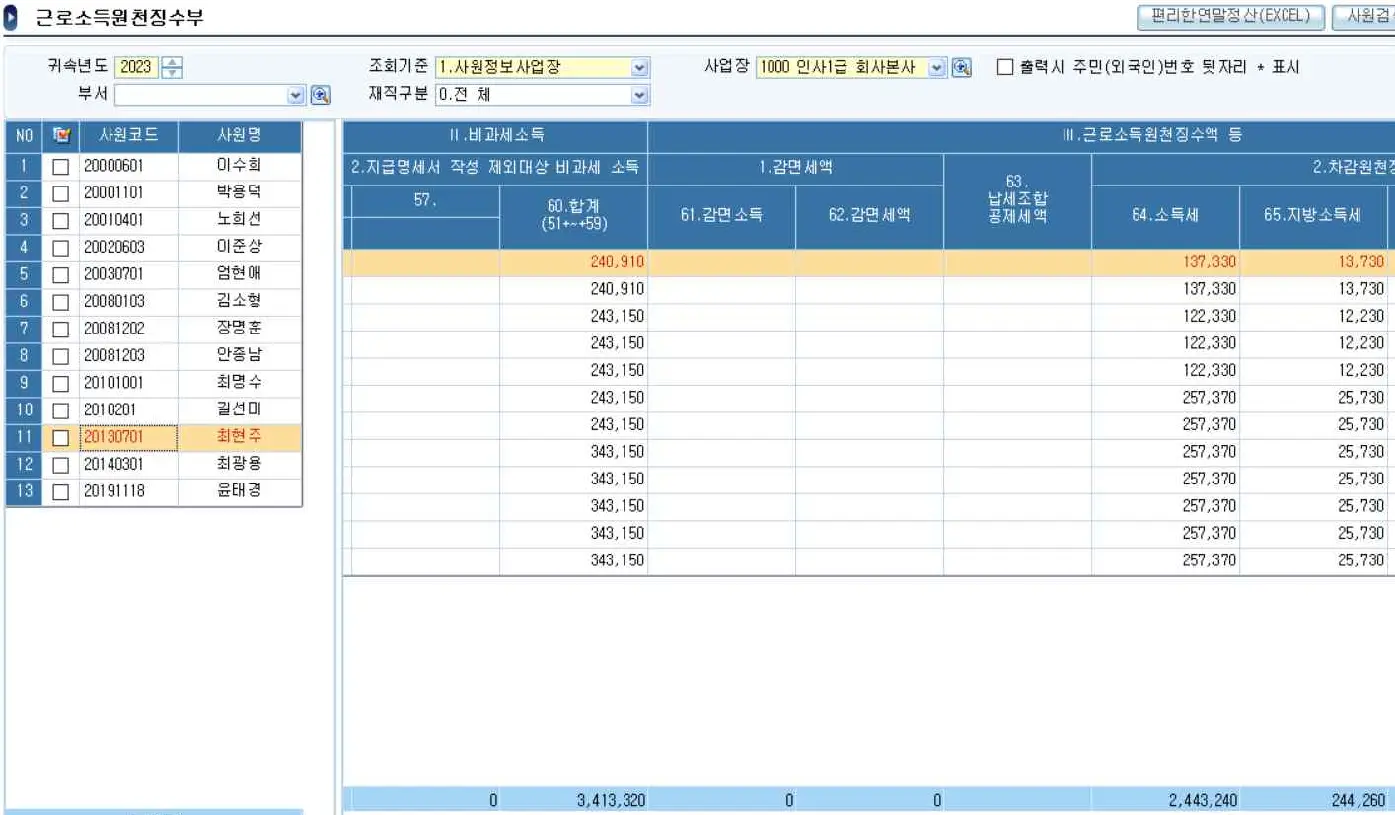 근로소득원천징수부
편리한연말정산(EXCEL)
사원검
귀속년도 2023 조회기준 1.사원정보사업장 사업장 1000 인사1급 회사본사 출력시 주민(외국인)번호 뒷자리 * 표시
부서 재직구분 0.전 체
NO 사원코드 사원명
1 20000601 이수희
2 20001101 박용덕
3 20010401 노희선
4 20020603 이준상
5 20030701 엄현애
6 20080103 김소형
7 20081202 장명훈
8 20081203 안종남
9 20101001 최명수
10 2010201 길선미
11 20130701 최현주
12 20140301 최광용
13 20191118 윤태경
II.비과세소득 III.근로소득원천징수액 등
2.지급명세서 작성 제외대상 비과세 소득 1.감면세액 63.납세조합공제세액 2.차감원천징
57. 60.합계 61.감면소득 62.감면세액 64.소득세 65.지방소득세
(51+~+59)
240,910 137,330 13,730
240,910 137,330 13,730
243,150 122,330 12,230
243,150 122,330 12,230
243,150 122,330 12,230
243,150 257,370 25,730
243,150 257,370 25,730
343,150 257,370 25,730
343,150 257,370 25,730
343,150 257,370 25,730
343,150 257,370 25,730
343,150 257,370 25,730
0 3,413,320 0 0 2,443,240 244,260